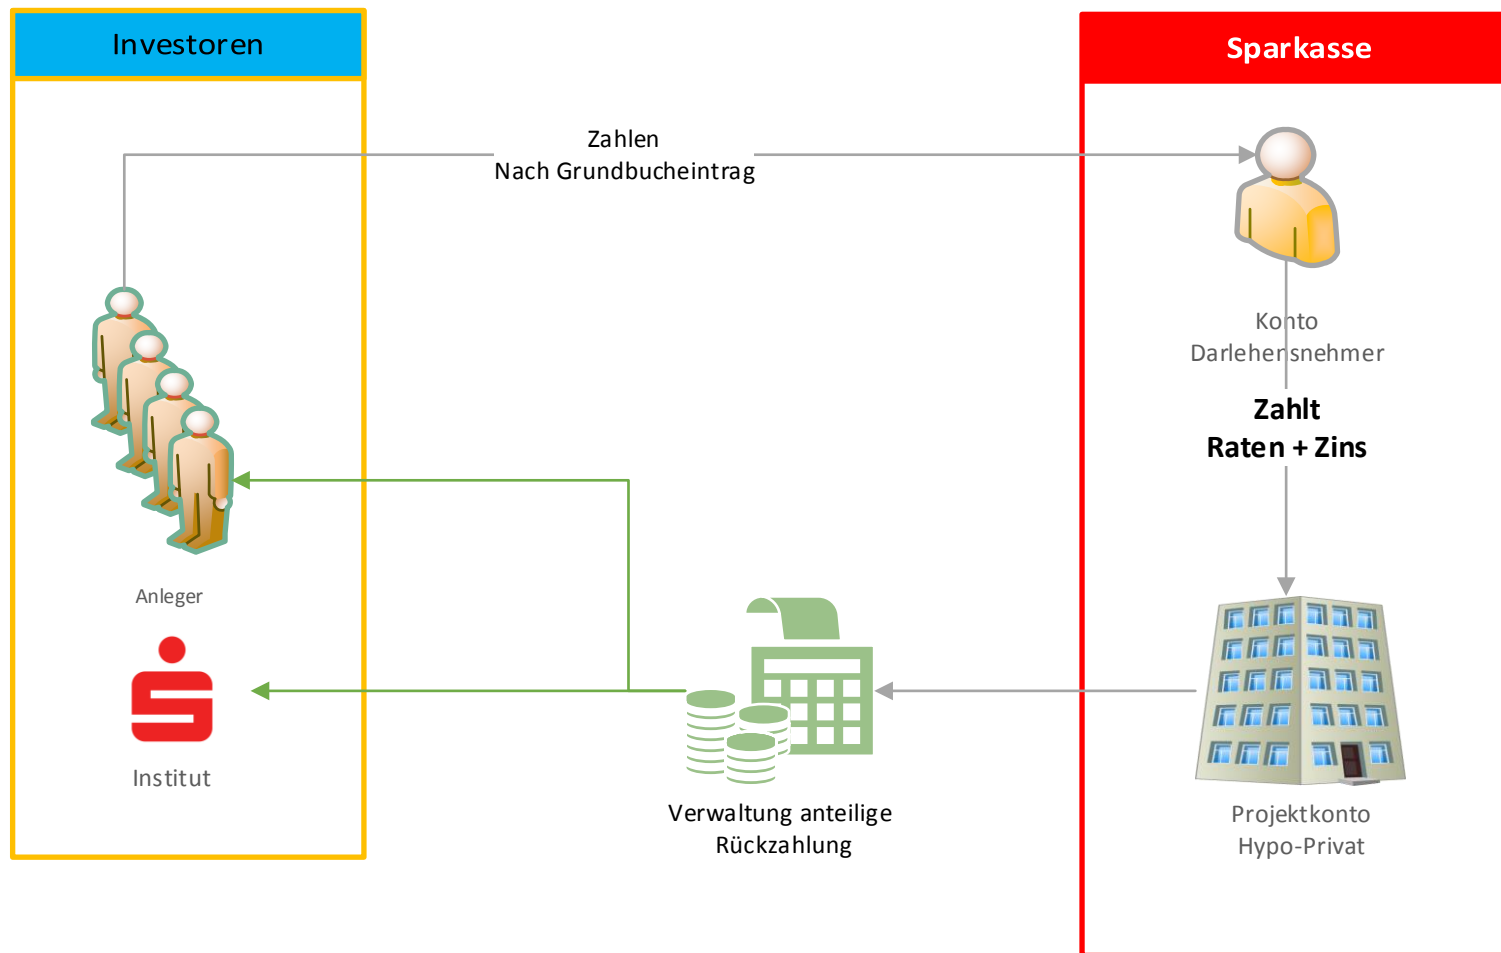 Investoren
Sparkasse
Zahlen
Nach Grundbucheintrag
Konto
Darlehensnehmer
Zahlt
Raten + Zins
Anleger
Institut
Verwaltung anteilige
Rückzahlung
Projektkonto
Hypo-Privat